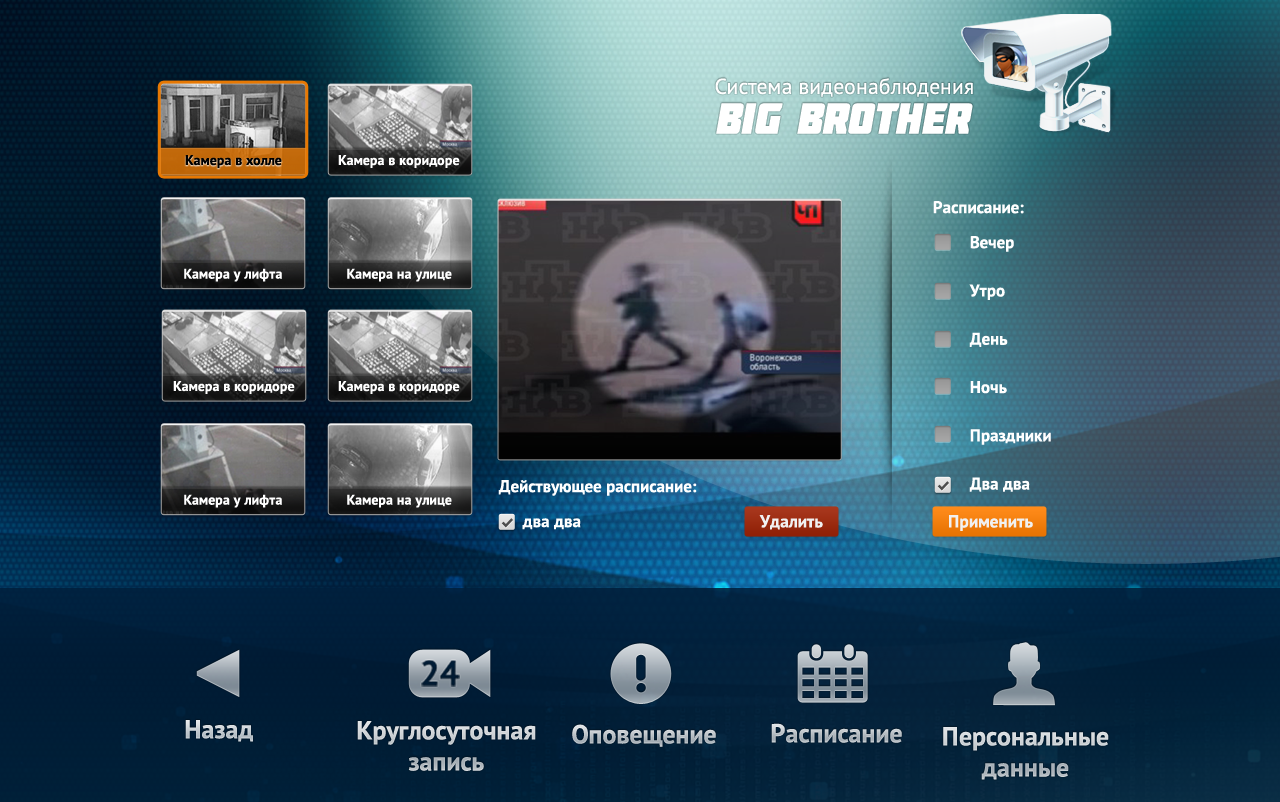 Система видеонаблюдения
BIG BROTHER
Камера в холле
Камера в коридоре
Камера у лифта
Камера на улице
Камера в коридоре
Камера в коридоре
Камера у лифта
Камера на улице
ЧП
НТВ
Воронежская
область
Действующее расписание:
два два
Удалить
Расписание:
Вечер
Утро
День
Ночь
Праздники
Два два
Применить
Назад
24
Круглосуточная
запись
Оповещение
Расписание
Персональные
данные